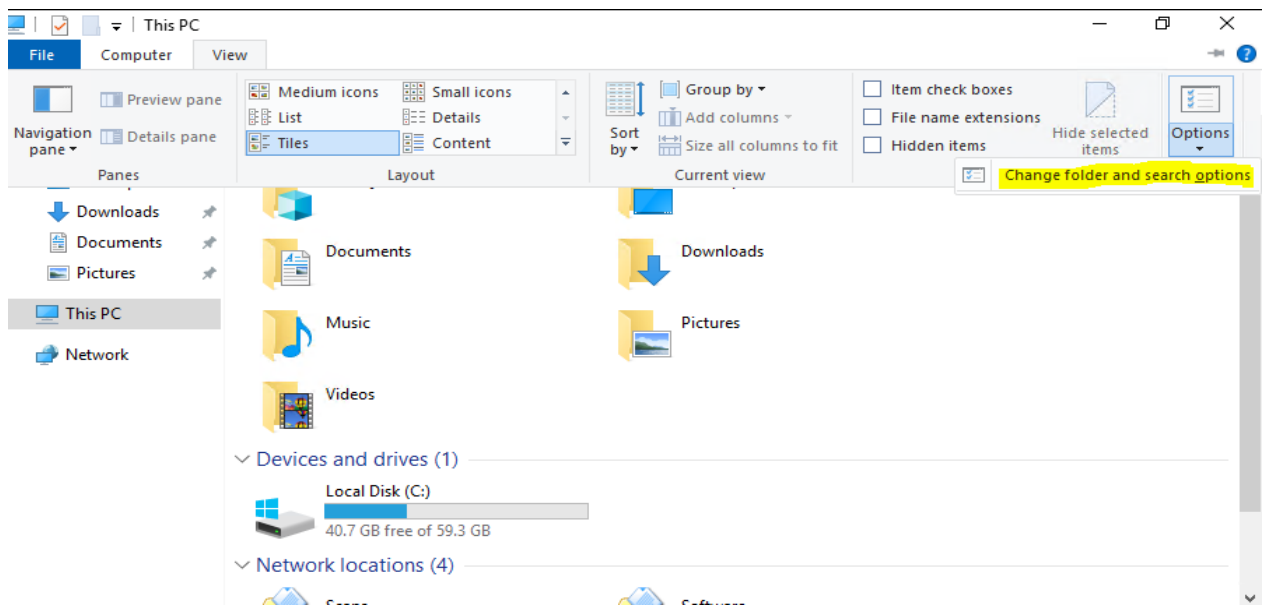 This PC
File Computer View
Preview pane
Details pane
Navigation
pane
Panes
Medium icons Small icons
List Details
Tiles Content
Layout
Sort
by
Group by
Add columns
Size all columns to fit
Current view
Item check boxes
File name extensions
Hidden items
Hide selected
items
Options
Change folder and search options
Downloads
Documents
Pictures
This PC
Network
Documents Downloads
Music Pictures
Videos
Devices and drives (1)
Local Disk (C:)
40.7 GB free of 59.3 GB
Network locations (4)